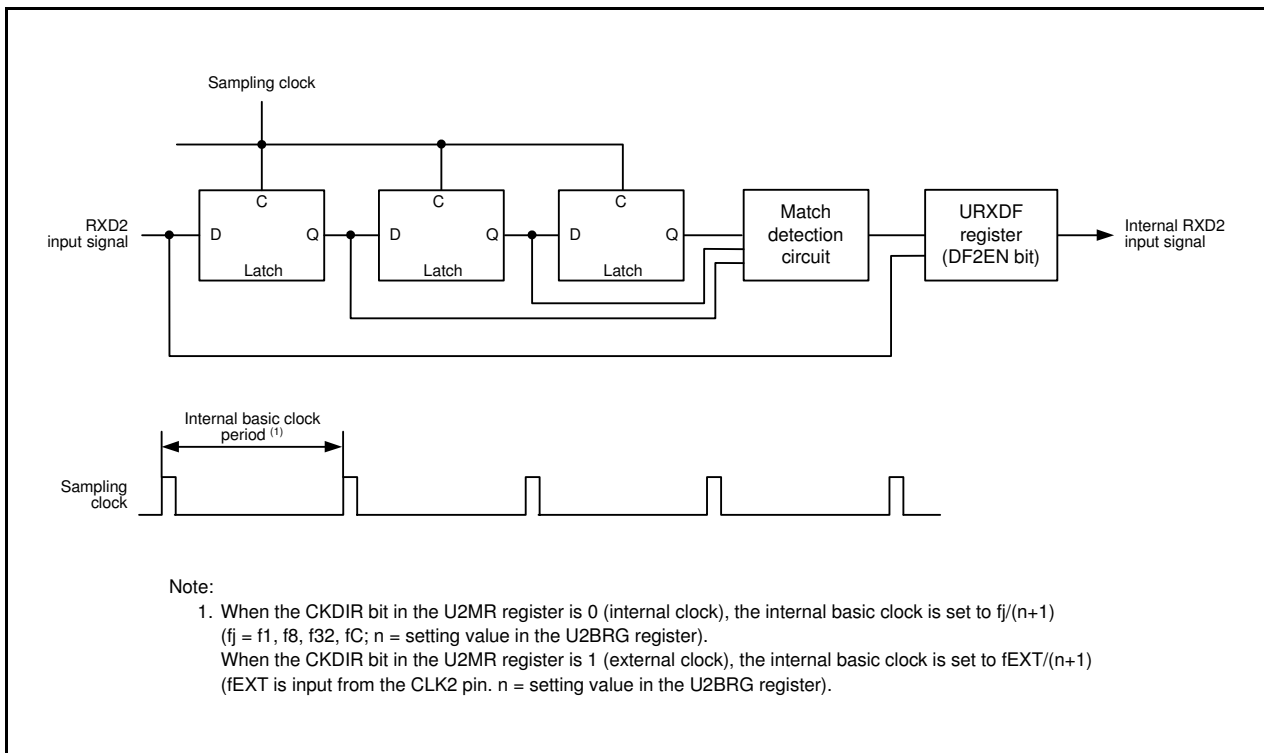 Sampling clock
C
C
C
RXD2
input signal
D
Q
D
Q
D
Q
Latch
Latch
Latch
Match
detection
circuit
URXDF
register
(DF2EN bit)
Internal RXD2
input signal
Internal basic clock
period (1)
Sampling
clock
Note:
1. When the CKDIR bit in the U2MR register is 0 (internal clock), the internal basic clock is set to fj/(n+1)
(fj = f1, f8, f32, fC; n = setting value in the U2BRG register).
When the CKDIR bit in the U2MR register is 1 (external clock), the internal basic clock is set to fEXT/(n+1)
(fEXT is input from the CLK2 pin. n = setting value in the U2BRG register).